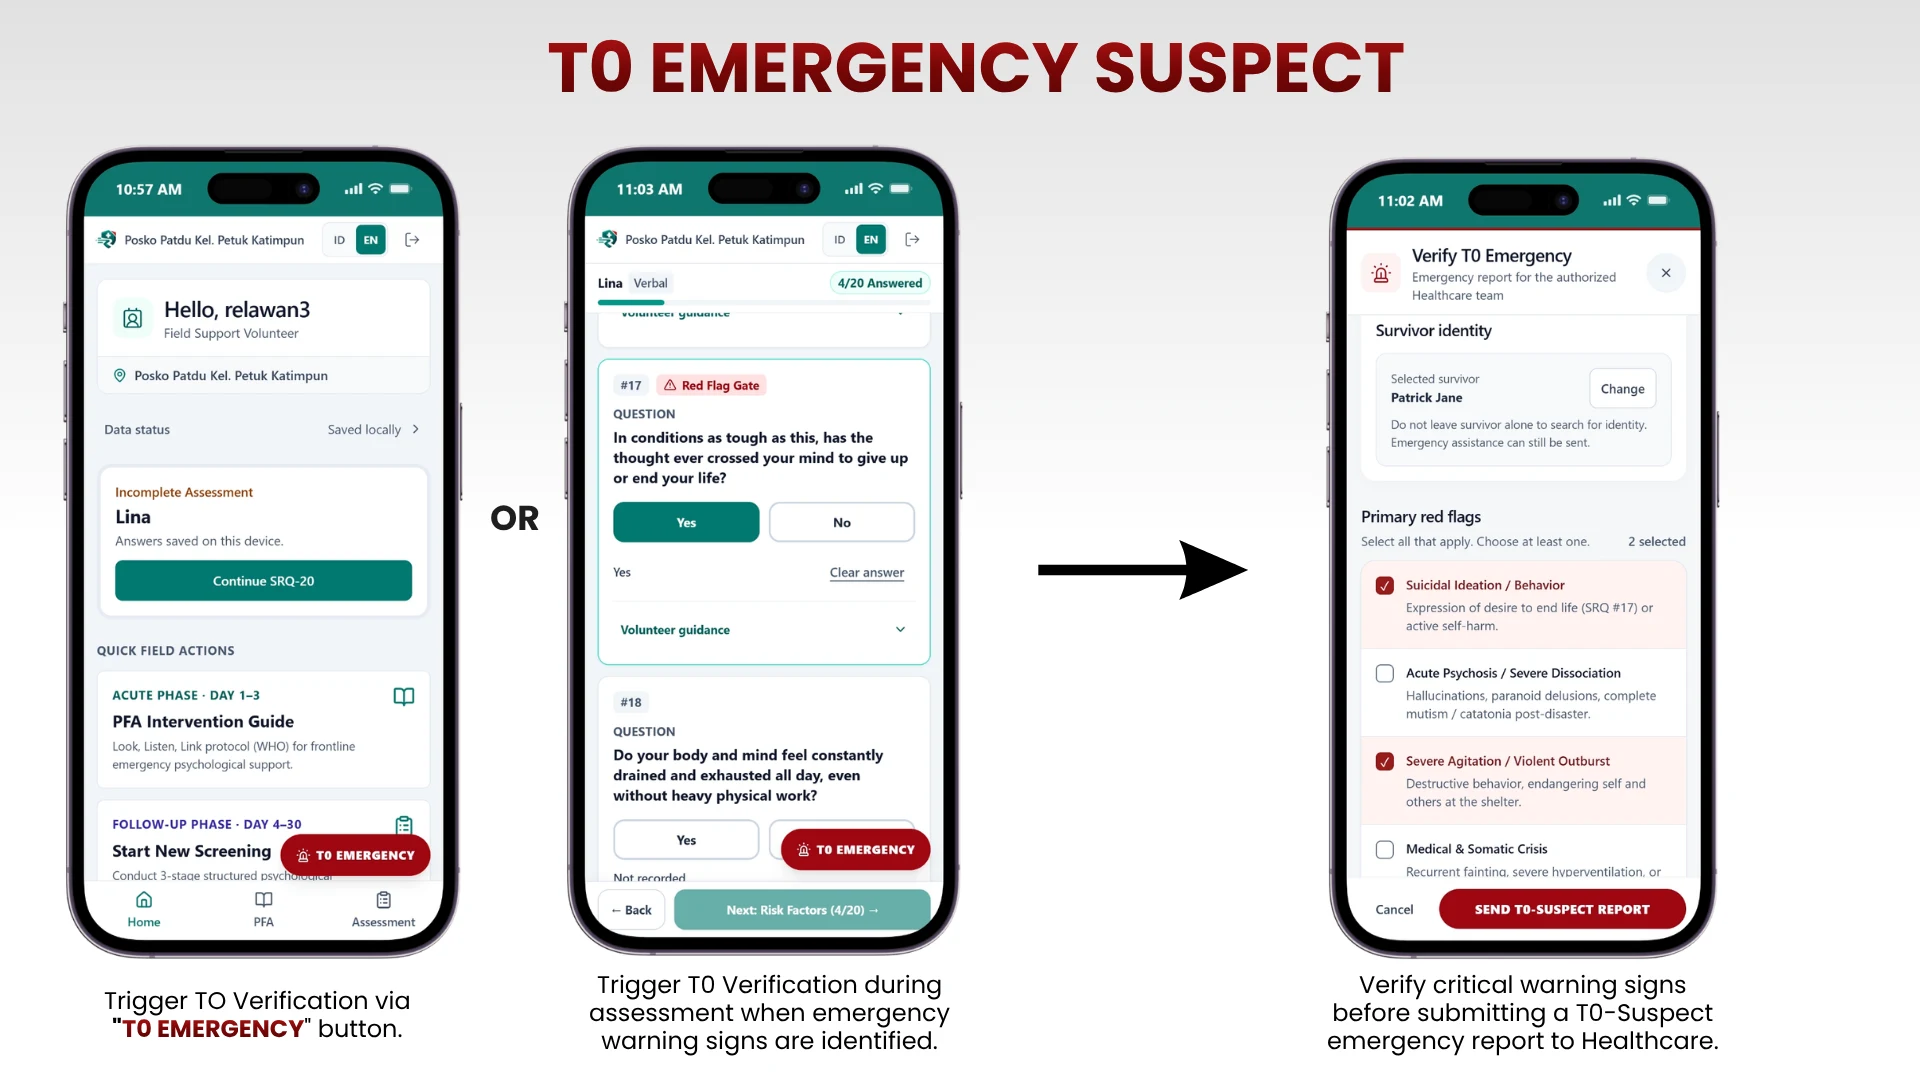 T0 EMERGENCY SUSPECT
10:57 AM
Posko Patdu Kel. Petuk Katimpun
ID
EN
Hello, relawan3
Field Support Volunteer
Posko Patdu Kel. Petuk Katimpun
Data status
Saved locally
Incomplete Assessment
Lina
Answers saved on this device.
Continue SRQ-20
QUICK FIELD ACTIONS
ACUTE PHASE · DAY 1–3
PFA Intervention Guide
Look, Listen, Link protocol (WHO) for frontline
emergency psychological support.
FOLLOW-UP PHASE · DAY 4–30
Start New Screening
Conduct 3-stage structured psychological
T0 EMERGENCY
Home
PFA
Assessment
Trigger TO Verification via
"T0 EMERGENCY" button.
OR
11:03 AM
Posko Patdu Kel. Petuk Katimpun
ID
EN
Lina
Verbal
4/20 Answered
Volunteer guidance
#17
Red Flag Gate
QUESTION
In conditions as tough as this, has the
thought ever crossed your mind to give up
or end your life?
Yes
No
Yes
Clear answer
Volunteer guidance
#18
QUESTION
Do your body and mind feel constantly
drained and exhausted all day, even
without heavy physical work?
Yes
T0 EMERGENCY
Not recorded
← Back
Next: Risk Factors (4/20) →
Trigger T0 Verification during
assessment when emergency
warning signs are identified.
11:02 AM
Verify T0 Emergency
Emergency report for the authorized
Healthcare team
Survivor identity
Selected survivor
Patrick Jane
Change
Do not leave survivor alone to search for identity.
Emergency assistance can still be sent.
Primary red flags
Select all that apply. Choose at least one.
2 selected
Suicidal Ideation / Behavior
Expression of desire to end life (SRQ #17) or
active self-harm.
Acute Psychosis / Severe Dissociation
Hallucinations, paranoid delusions, complete
mutism / catatonia post-disaster.
Severe Agitation / Violent Outburst
Destructive behavior, endangering self and
others at the shelter.
Medical & Somatic Crisis
Recurrent fainting, severe hyperventilation, or
Cancel
SEND T0-SUSPECT REPORT
Verify critical warning signs
before submitting a T0-Suspect
emergency report to Healthcare.